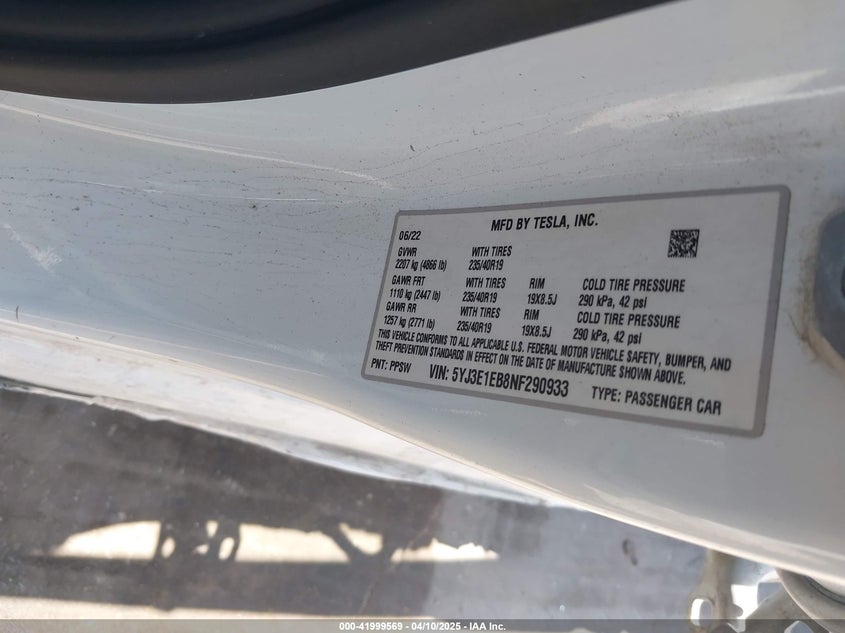 MFD BY TESLA, INC.
06/22
GVWR WITH TIRES
2207 kg (4866 lb) 235/40R19
GAWR FRT WITH TIRES RIM COLD TIRE PRESSURE
1110 kg (2447 lb) 235/40R19 19X8.5J 290 kPa, 42 psi
GAWR RR WITH TIRES RIM COLD TIRE PRESSURE
1257 kg (2771 lb) 235/40R19 19X8.5J 290 kPa, 42 psi
THIS VEHICLE CONFORMS TO ALL APPLICABLE U.S. FEDERAL MOTOR VEHICLE SAFETY, BUMPER, AND
THEFT PREVENTION STANDARDS IN EFFECT ON THE DATE OF MANUFACTURE SHOWN ABOVE.
PNT: PPSW VIN: 5YJ3E1EB8NF290933 TYPE: PASSENGER CAR
000-41999569 - 04/10/2025 - IAA Inc.